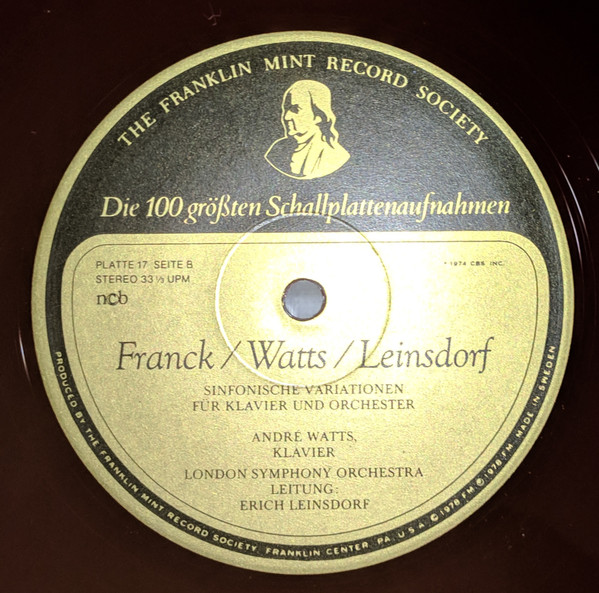 THE FRANKLIN MINT RECORD SOCIETY
Die 100 größten Schallplattenaufnahmen
PLATTE 17 SEITE B
STEREO 33 ⅓ UPM
ncb
℗ 1974 CBS INC.
Franck / Watts / Leinsdorf
SINFONISCHE VARIATIONEN
FÜR KLAVIER UND ORCHESTER
ANDRÉ WATTS,
KLAVIER
LONDON SYMPHONY ORCHESTRA
LEITUNG:
ERICH LEINSDORF
PRODUCED BY THE FRANKLIN MINT RECORD SOCIETY, FRANKLIN CENTER, PA. U.S.A. © 1978 FM ℗ 1978 FM. MADE IN SWEDEN